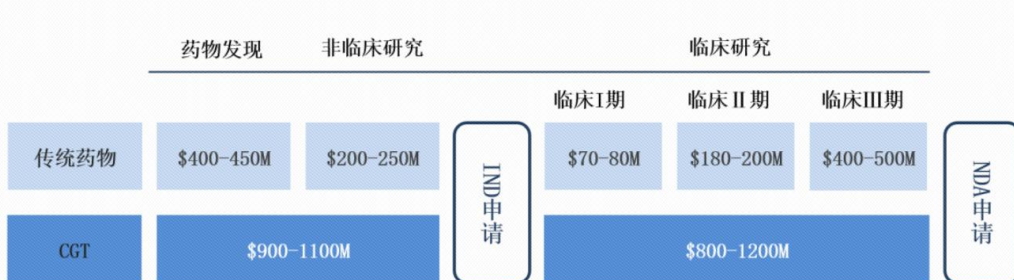 药物发现 非临床研究 临床研究
临床I期 临床Ⅱ期 临床Ⅲ期
传统药物 $400-450M $200-250M $70-80M $180-200M $400-500M
IND申请
NDA申请
CGT $900-1100M $800-1200M